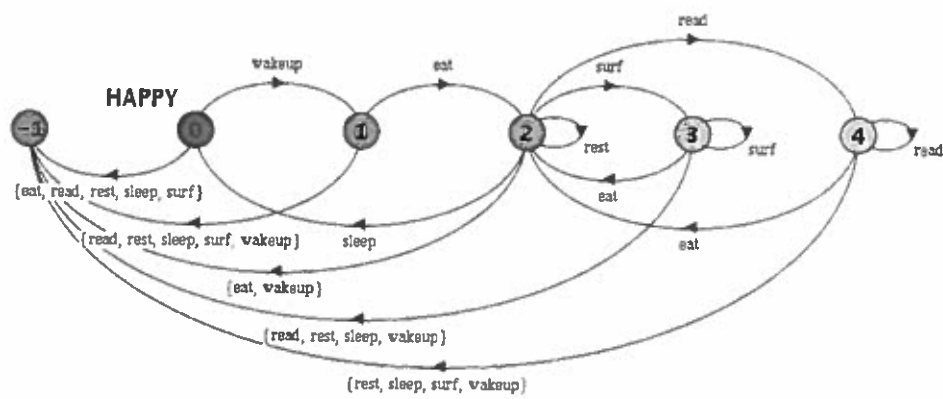 read
wakeup
eat
surf
HAPPY
-1
0
1
2
3
4
rest
surf
read
eat
{eat, read, rest, sleep, surf}
{read, rest, sleep, surf, wakeup}
sleep
eat
{eat, wakeup}
{read, rest, sleep, wakeup}
{rest, sleep, surf, wakeup}